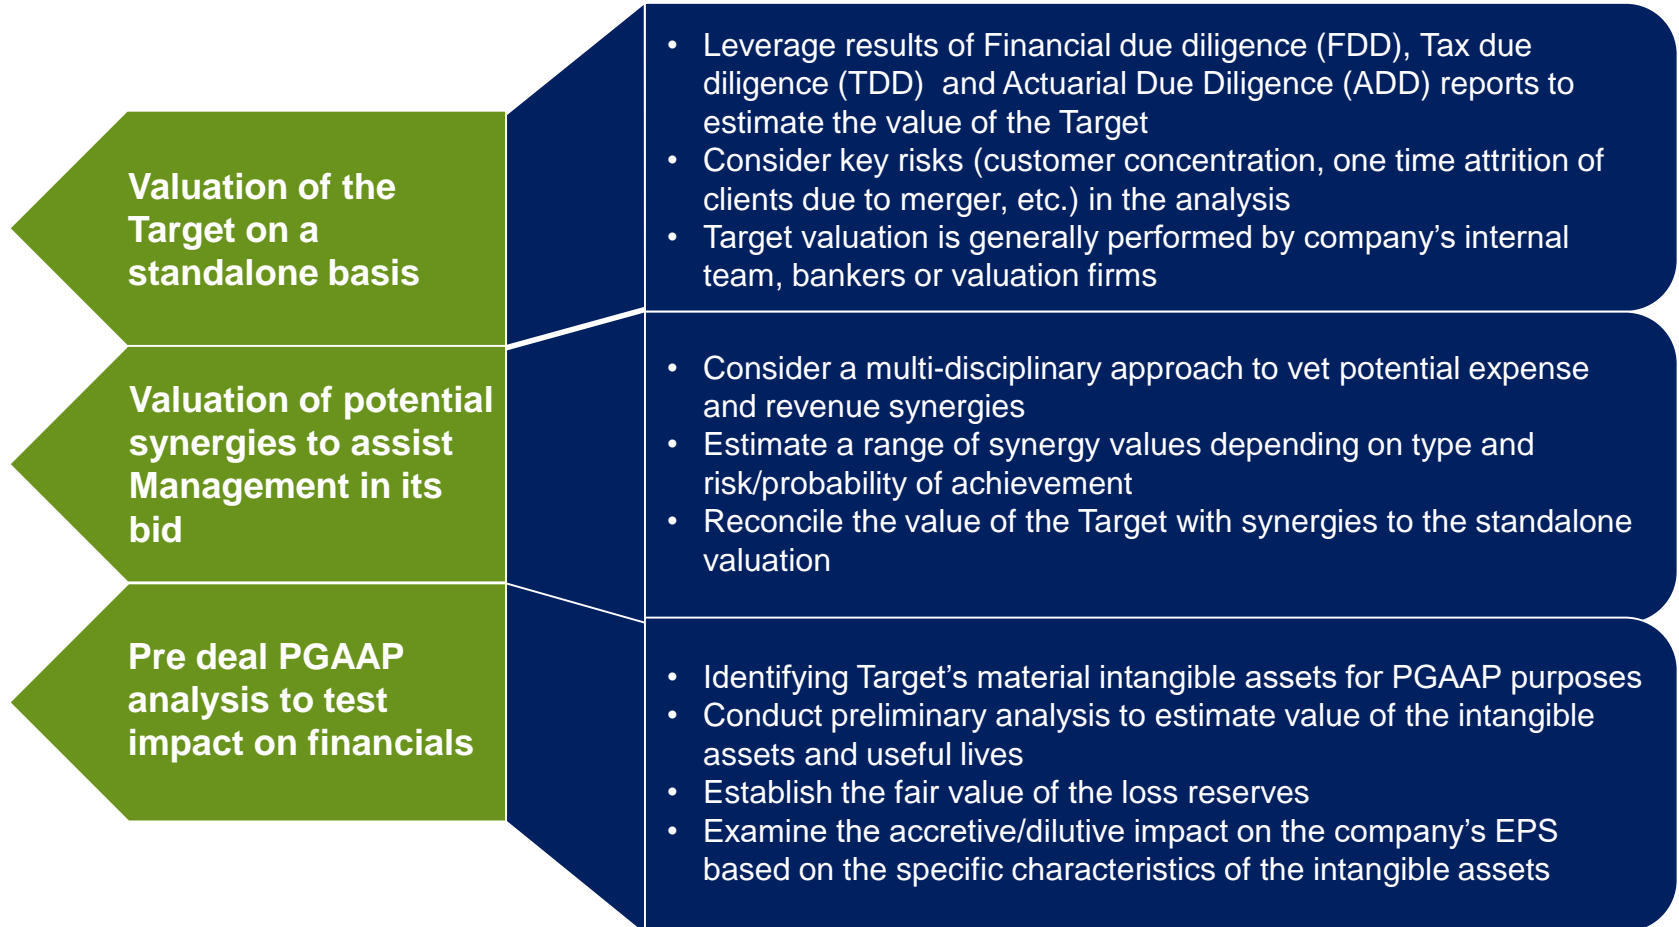 Valuation of the
Target on a
standalone basis
• Leverage results of Financial due diligence (FDD), Tax due
diligence (TDD)  and Actuarial Due Diligence (ADD) reports to
estimate the value of the Target
• Consider key risks (customer concentration, one time attrition of
clients due to merger, etc.) in the analysis
• Target valuation is generally performed by company’s internal
team, bankers or valuation firms
Valuation of potential
synergies to assist
Management in its
bid
• Consider a multi-disciplinary approach to vet potential expense
and revenue synergies
• Estimate a range of synergy values depending on type and
risk/probability of achievement
• Reconcile the value of the Target with synergies to the standalone
valuation
Pre deal PGAAP
analysis to test
impact on financials
• Identifying Target’s material intangible assets for PGAAP purposes
• Conduct preliminary analysis to estimate value of the intangible
assets and useful lives
• Establish the fair value of the loss reserves
• Examine the accretive/dilutive impact on the company’s EPS
based on the specific characteristics of the intangible assets